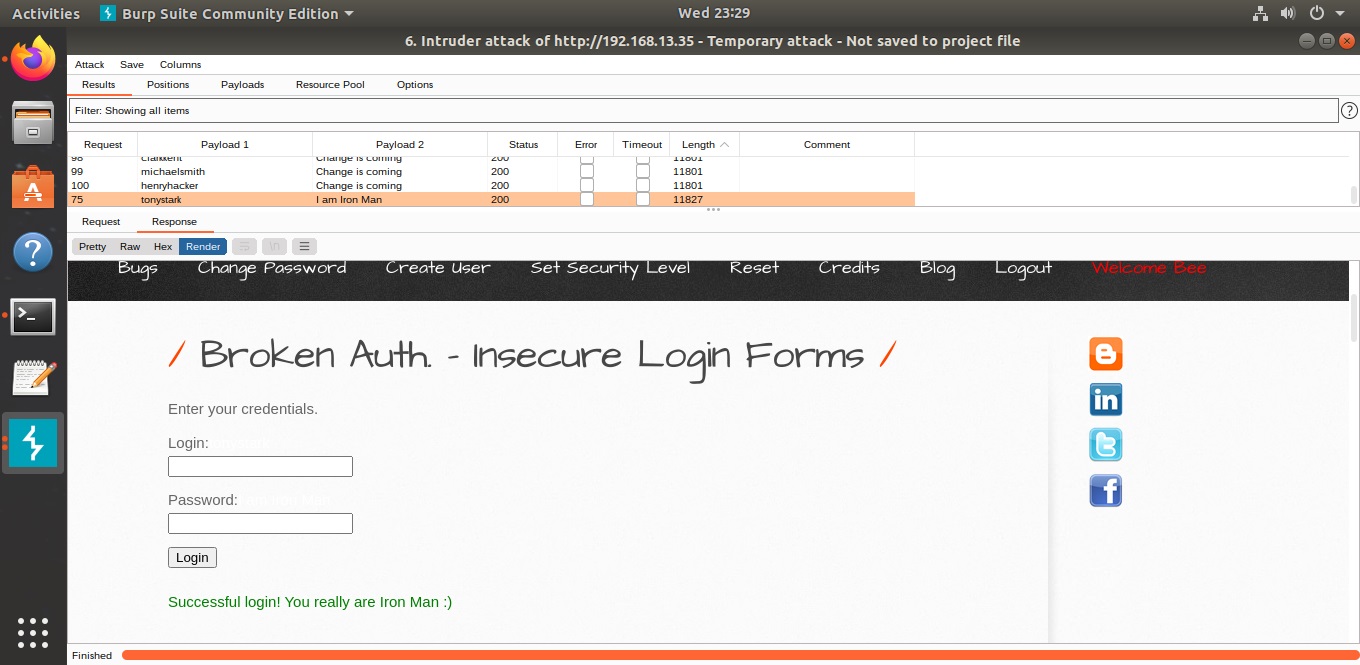 Activities Burp Suite Community Edition Wed 23:29
6. Intruder attack of http://192.168.13.35 - Temporary attack - Not saved to project file
Attack Save Columns
Results Positions Payloads Resource Pool Options
Filter: Showing all items
?
Request Payload 1 Payload 2 Status Error Timeout Length Comment
98 clarkkent Change is coming 200 11801
99 michaelsmith Change is coming 200 11801
100 henryhacker Change is coming 200 11801
75 tonystark I am Iron Man 200 11827
Request Response
Pretty Raw Hex Render \n
Bugs Change Password Create User Set Security Level Reset Credits Blog Logout Welcome Bee
/ Broken Auth. - Insecure Login Forms /
Enter your credentials.
Login:
Password:
Login
Successful login! You really are Iron Man :)
Finished